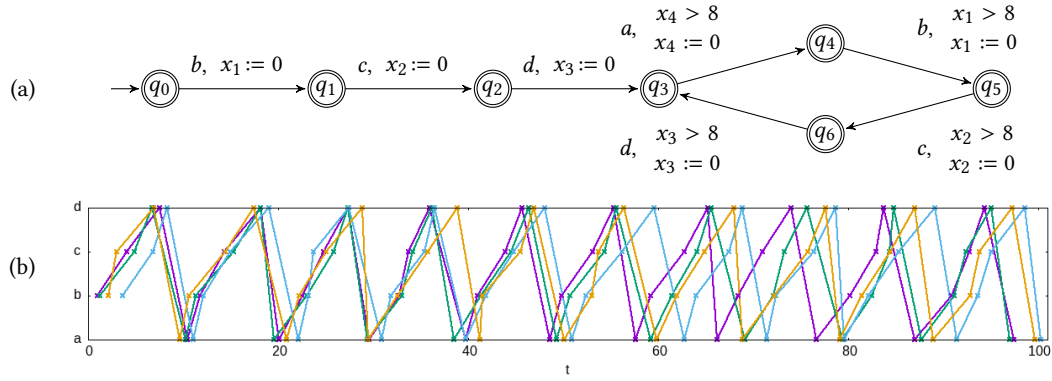 (a)
q0
b, x1 := 0
q1
c, x2 := 0
q2
d, x3 := 0
q3
a, x4 > 8
x4 := 0
q4
b, x1 > 8
x1 := 0
q5
d, x3 > 8
x3 := 0
q6
c, x2 > 8
x2 := 0
(b)
d
c
b
a
0 20 40 60 80 100
t